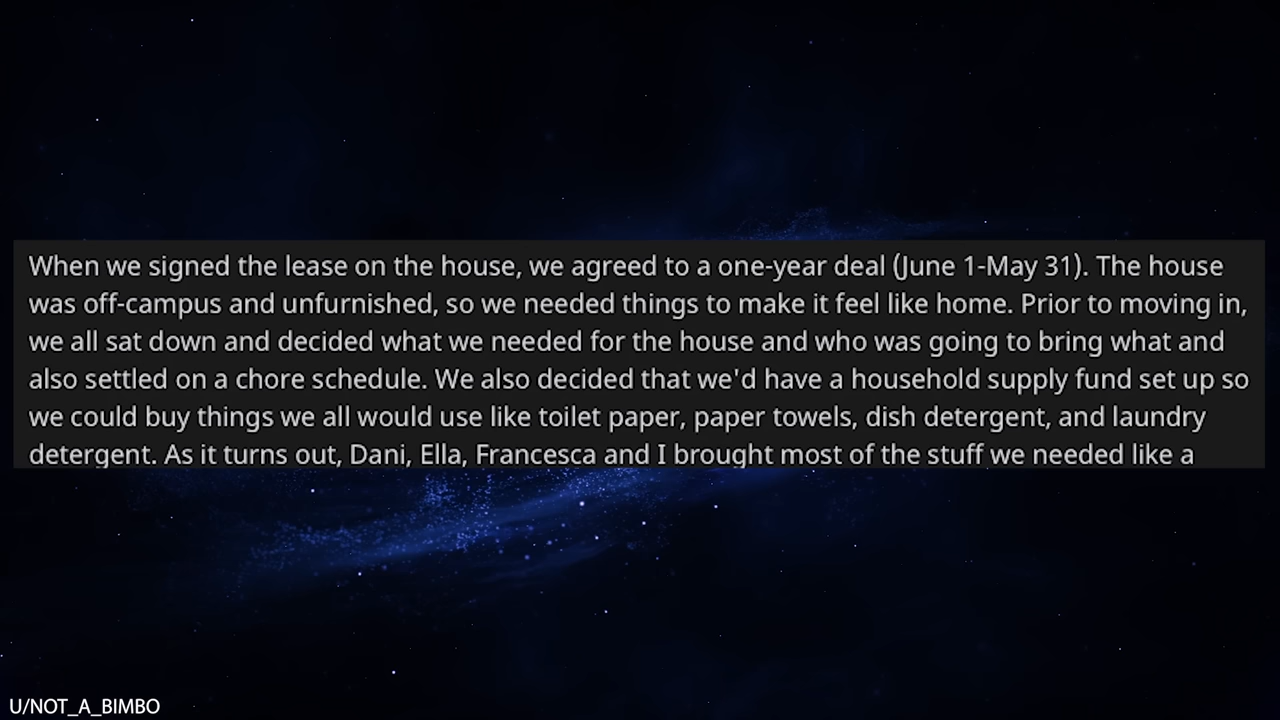 When we signed the lease on the house, we agreed to a one-year deal (June 1-May 31). The house
was off-campus and unfurnished, so we needed things to make it feel like home. Prior to moving in,
we all sat down and decided what we needed for the house and who was going to bring what and
also settled on a chore schedule. We also decided that we'd have a household supply fund set up so
we could buy things we all would use like toilet paper, paper towels, dish detergent, and laundry
detergent. As it turns out, Dani, Ella, Francesca and I brought most of the stuff we needed like a
U/NOT_A_BIMBO